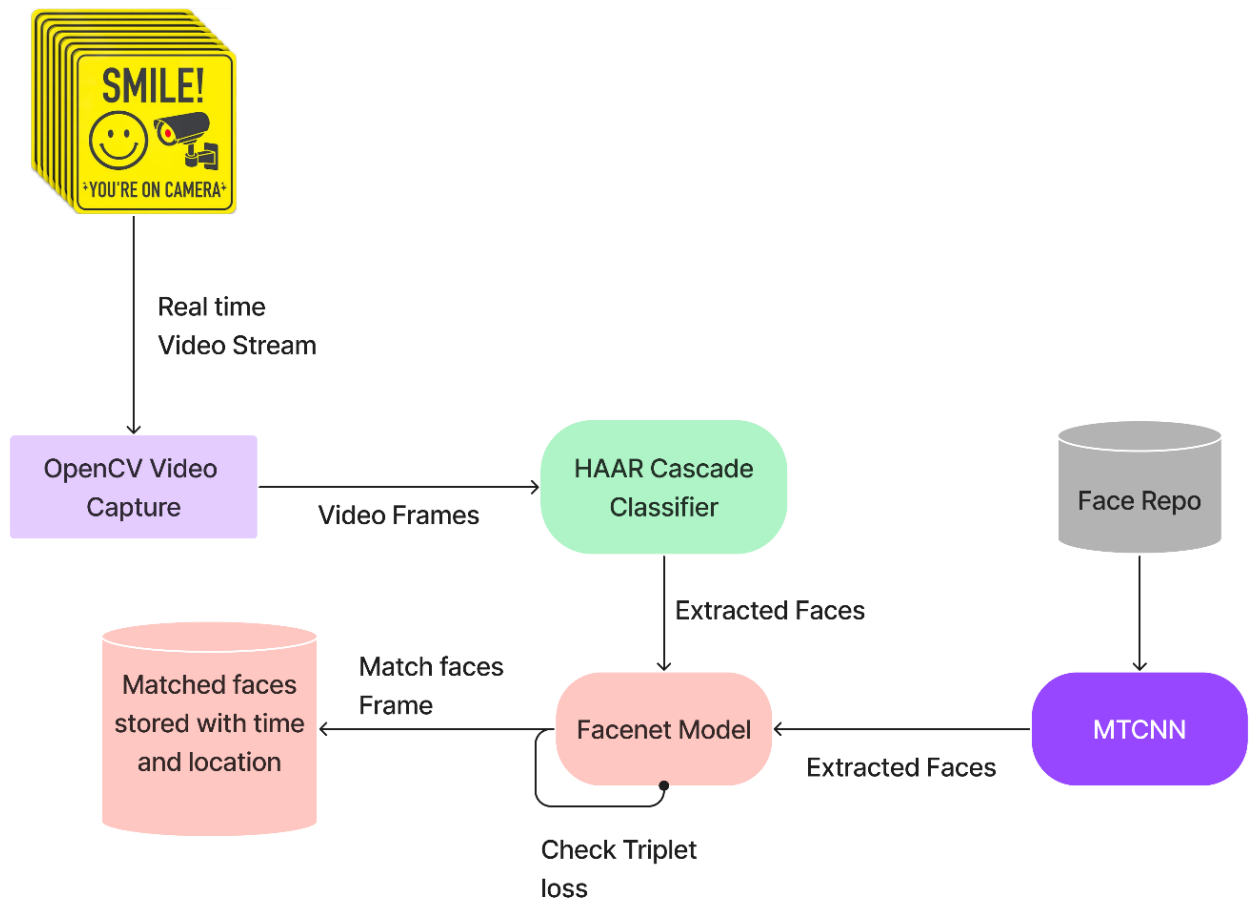 SMILE!
YOU'RE ON CAMERA
Real time
Video Stream
OpenCV Video
Capture
Video Frames
HAAR Cascade
Classifier
Face Repo
Extracted Faces
Match faces
Frame
Matched faces
stored with time
and location
Facenet Model
Extracted Faces
MTCNN
Check Triplet
loss